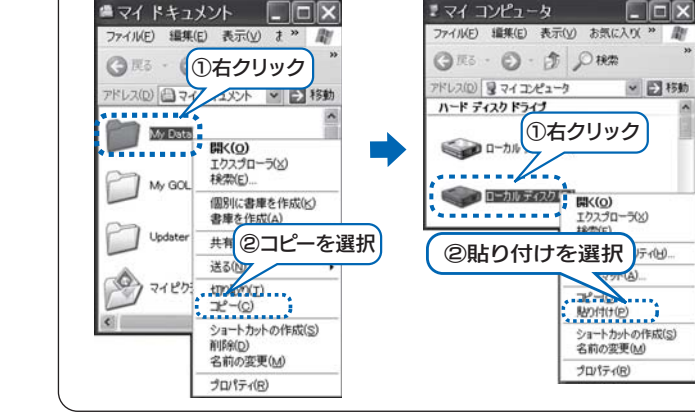 マイ ドキュメント
ファイル(F) 編集(E) 表示(V) お »
戻る
①右クリック
アドレス(D) 移動
My Data
開く(O)
エクスプローラ(X)
検索(E)...
My GOL
個別に書庫を作成(K)
書庫を作成(A)
Updater
共有
②コピーを選択
送る(N)
マイピク
切り取り(T)
コピー(C)
ショートカットの作成(S)
削除(D)
名前の変更(M)
プロパティ(R)
マイ コンピュータ
ファイル(F) 編集(E) 表示(V) お気に入り( »
戻る 検索 »
アドレス(D) マイ コンピュータ 移動
ハード ディスク ドライブ
①右クリック
ローカル
ローカル ディスク
開く(O)
エクスプローラ(X)
検索(E)...
②貼り付けを選択
ティ(H)...
マット(A)...
コピー(C)
貼り付け(P)
ショートカットの作成(S)
名前の変更(M)
プロパティ(R)